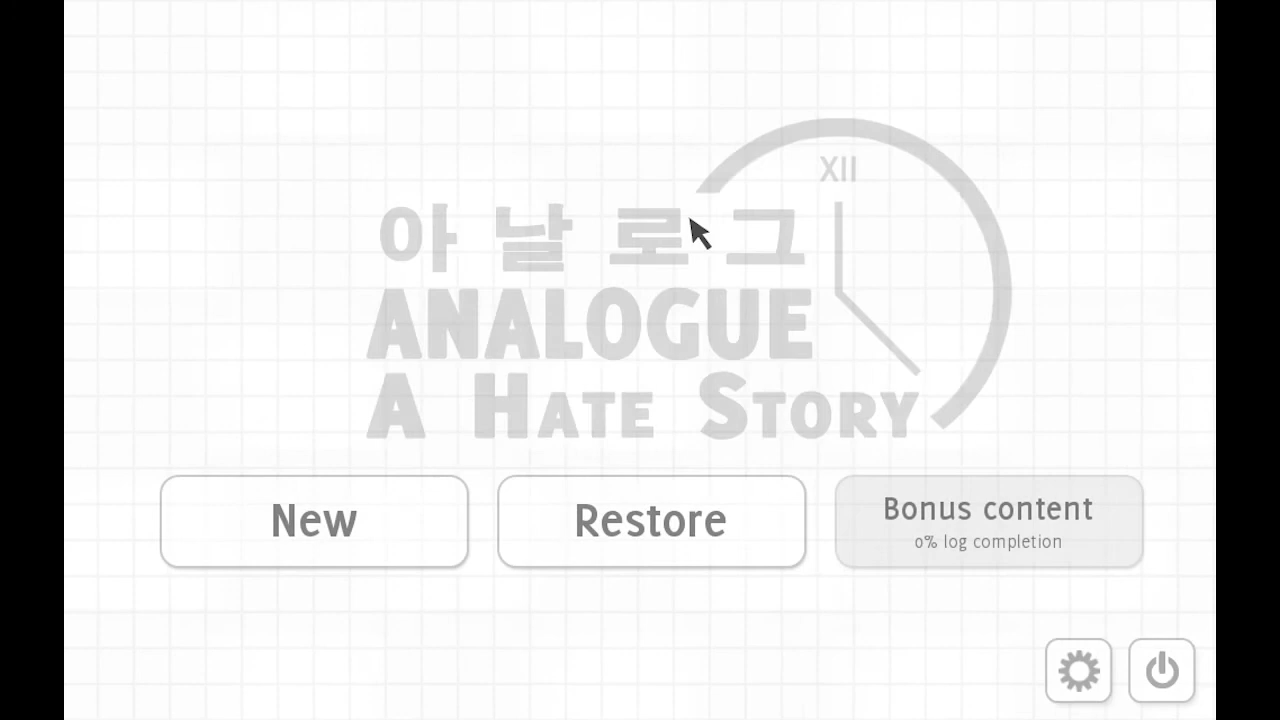 XII
아날로그
ANALOGUE
A HATE STORY
New
Restore
Bonus content
0% log completion